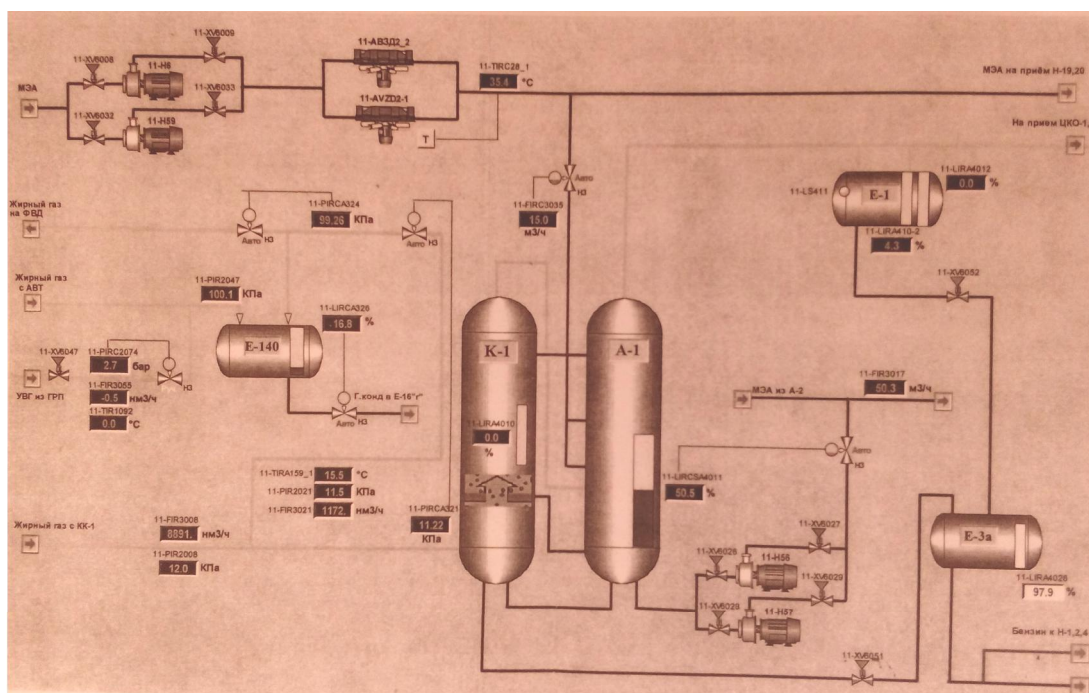 11-XV6009
11-АВЗД2_2
11-TIRC28_1
35.4 °C
МЭА на приём Н-19,20
11-XV6008
11-Н6
МЭА
11-XV6033
11-AVZD2-1
11-XV6032
11-Н59
Т
На прием ЦКО-1,
11-LIRA4012
0.0 %
11-LS411
Е-1
Авто
НЗ
11-FIRC3035
15.0
м3/ч
11-LIRA410-2
4.3 %
Жирный газ
на ФВД
11-PIRCA324
99.26 КПа
Авто НЗ
Авто НЗ
Жирный газ
с АВТ
11-PIR2047
100.1 КПа
11-XV6052
11-LIRCA326
-16.8 %
Е-140
К-1
А-1
11-XV6047
11-PIRC2074
2.7 бар
НЗ
УВГ из ГРП
11-FIR3055
-0.5 нм3/ч
11-TIR1092
0.0 °C
Г.конд в Е-16"г"
Авто
НЗ
МЭА из А-2
11-FIR3017
50.3 м3/ч
11-LIRA4010
0.0
%
Авто
НЗ
11-TIRA159_1
15.5 °C
11-PIR2021
11.5 КПа
11-FIR3021
1172. нм3/ч
11-LIRCSA4011
50.5 %
11-PIRCA321
11.22
КПа
Жирный газ с КК-1
11-FIR3008
8891. нм3/ч
11-PIR2008
12.0 КПа
11-XV6027
11-XV6026
11-Н56
11-XV6029
11-XV6028
11-Н57
Е-3а
11-LIRA4028
97.9 %
Бензин к Н-1,2,4
11-XV6051